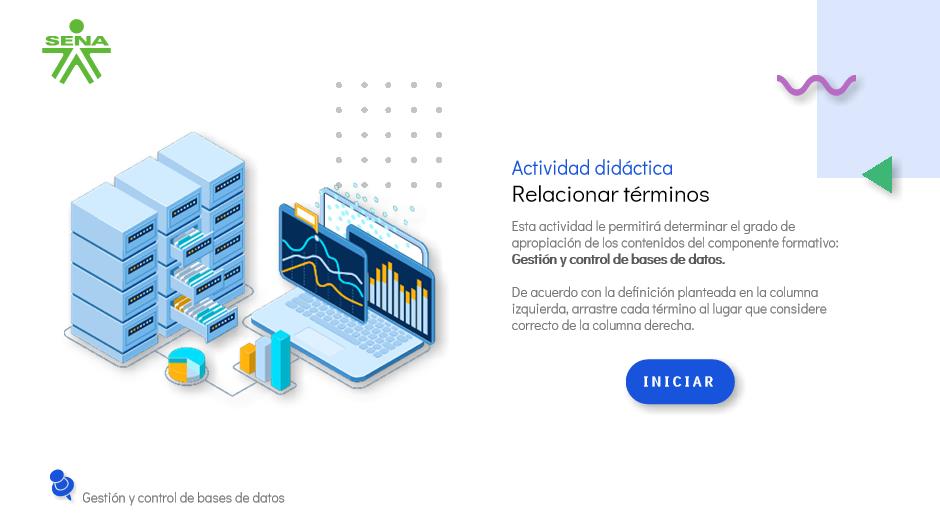 SENA
Actividad didáctica
Relacionar términos
Esta actividad le permitirá determinar el grado de
apropiación de los contenidos del componente formativo:
Gestión y control de bases de datos.
De acuerdo con la definición planteada en la columna
izquierda, arrastre cada término al lugar que considere
correcto de la columna derecha.
INICIAR
Gestión y control de bases de datos